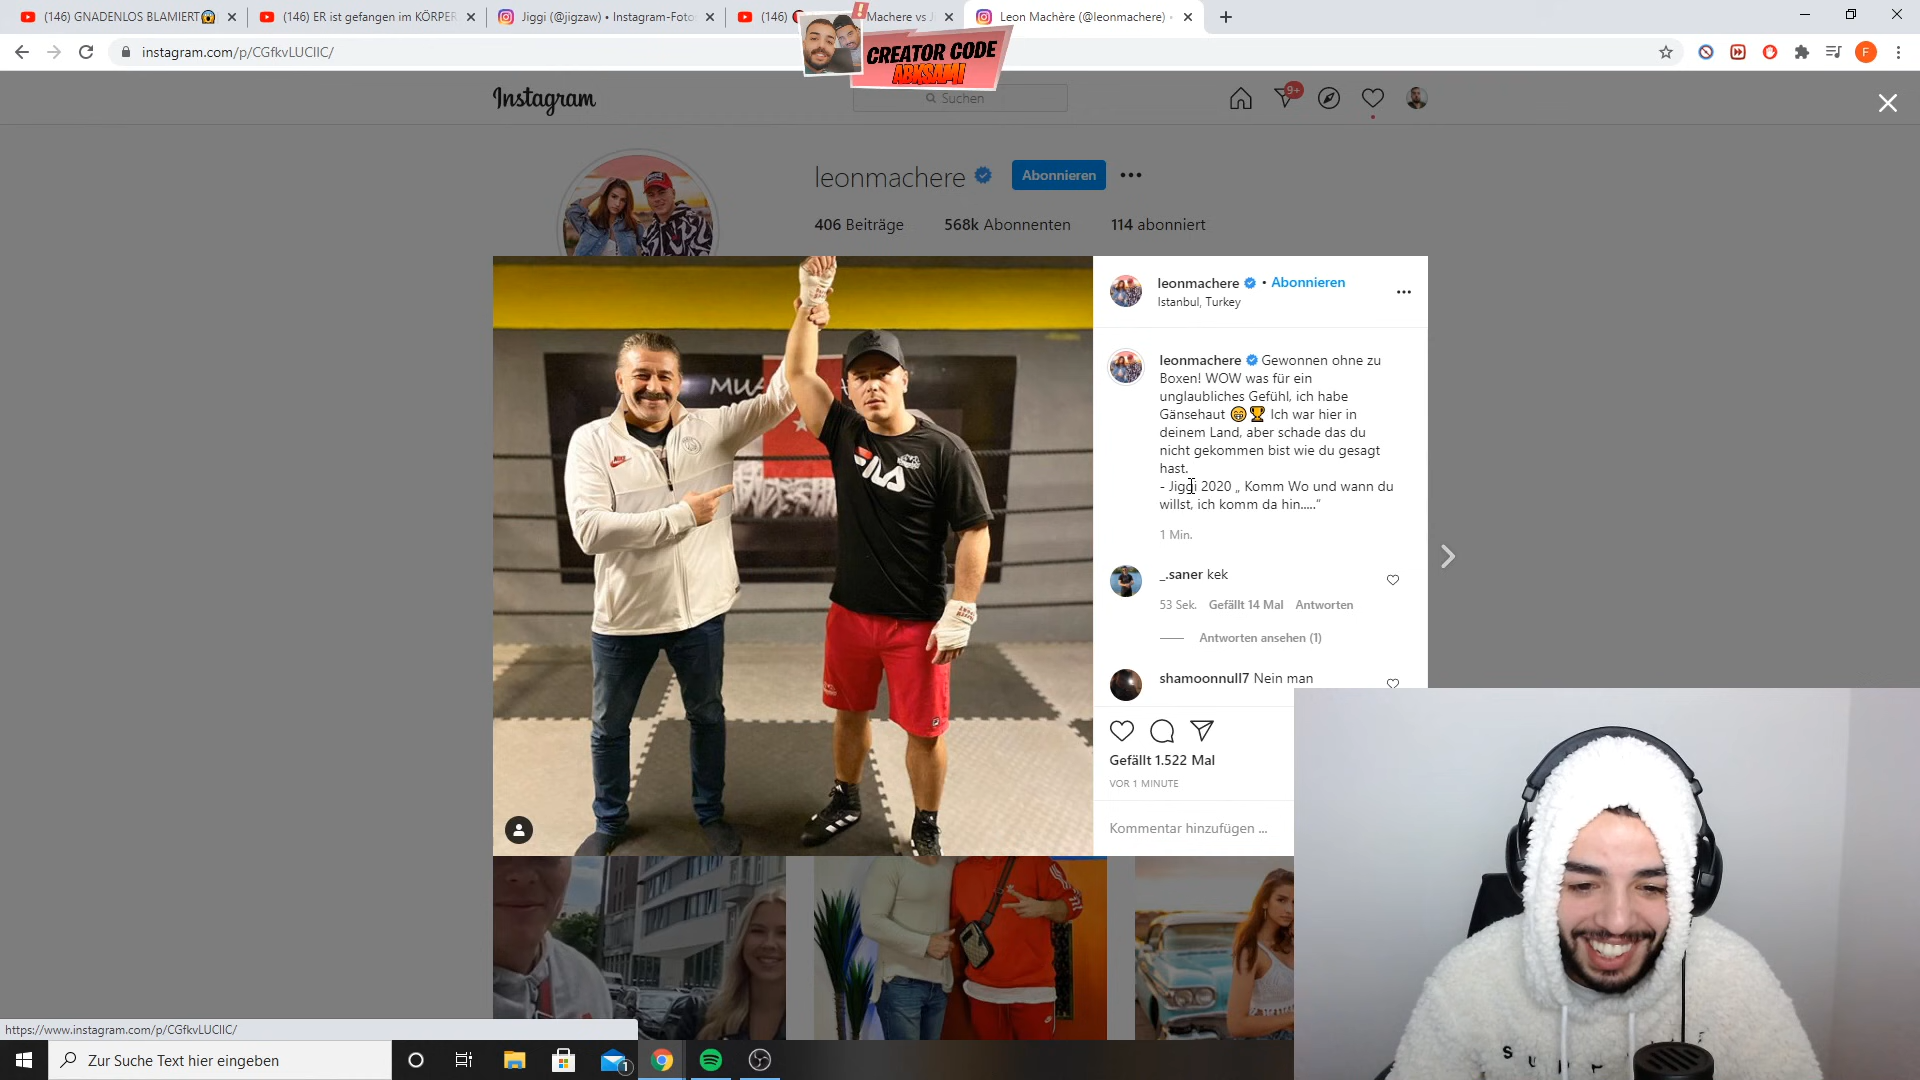 (146) GNADENLOS BLAMIERT
(146) ER ist gefangen im KÖRPER
Jiggi (@jigzaw) • Instagram-Foto
(146)
Machere vs J
Leon Machère (@leonmachere) •
instagram.com/p/CGfkvLUCIlC/
F
CREATOR CODE
ABKSAMI
Instagram
Suchen
9+
leonmachere
Abonnieren
406 Beiträge
568k Abonnenten
114 abonniert
leonmachere • Abonnieren
Istanbul, Turkey
leonmachere Gewonnen ohne zu
Boxen! WOW was für ein
unglaubliches Gefühl, ich habe
Gänsehaut 😁🏆 Ich war hier in
deinem Land, aber schade das du
nicht gekommen bist wie du gesagt
hast.
- Jiggi 2020 „ Komm Wo und wann du
willst, ich komm da hin....."
1 Min.
_.saner kek
53 Sek. Gefällt 14 Mal Antworten
Antworten ansehen (1)
shamoonnull7 Nein man
Gefällt 1.522 Mal
VOR 1 MINUTE
Kommentar hinzufügen ...
MUA
FILA
https://www.instagram.com/p/CGfkvLUCIlC/
Zur Suche Text hier eingeben
1